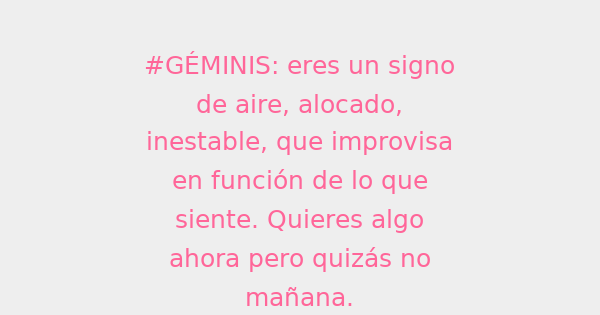 #GÉMINIS: eres un signo
de aire, alocado,
inestable, que improvisa
en función de lo que
siente. Quieres algo
ahora pero quizás no
mañana.